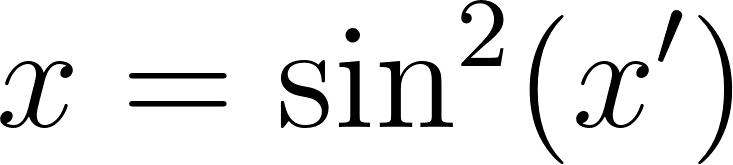 x = sin²(x′)